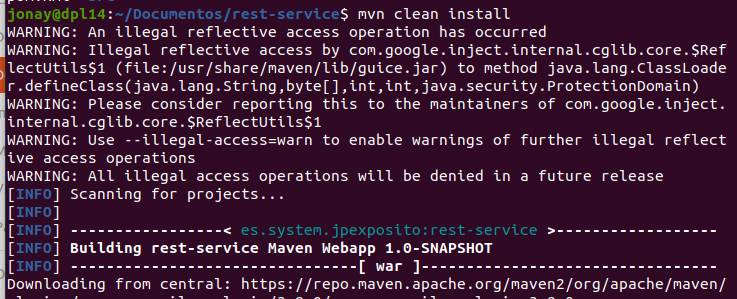 jonay@dpl14:~/Documentos/rest-service$ mvn clean install
WARNING: An illegal reflective access operation has occurred
WARNING: Illegal reflective access by com.google.inject.internal.cglib.core.$Ref
lectUtils$1 (file:/usr/share/maven/lib/guice.jar) to method java.lang.ClassLoade
r.defineClass(java.lang.String,byte[],int,int,java.security.ProtectionDomain)
WARNING: Please consider reporting this to the maintainers of com.google.inject.
internal.cglib.core.$ReflectUtils$1
WARNING: Use --illegal-access=warn to enable warnings of further illegal reflect
ive access operations
WARNING: All illegal access operations will be denied in a future release
[INFO] Scanning for projects...
[INFO]
[INFO] -----------------< es.system.jpexposito:rest-service >------------------
[INFO] Building rest-service Maven Webapp 1.0-SNAPSHOT
[INFO] --------------------------------[ war ]---------------------------------
Downloading from central: https://repo.maven.apache.org/maven2/org/apache/maven/